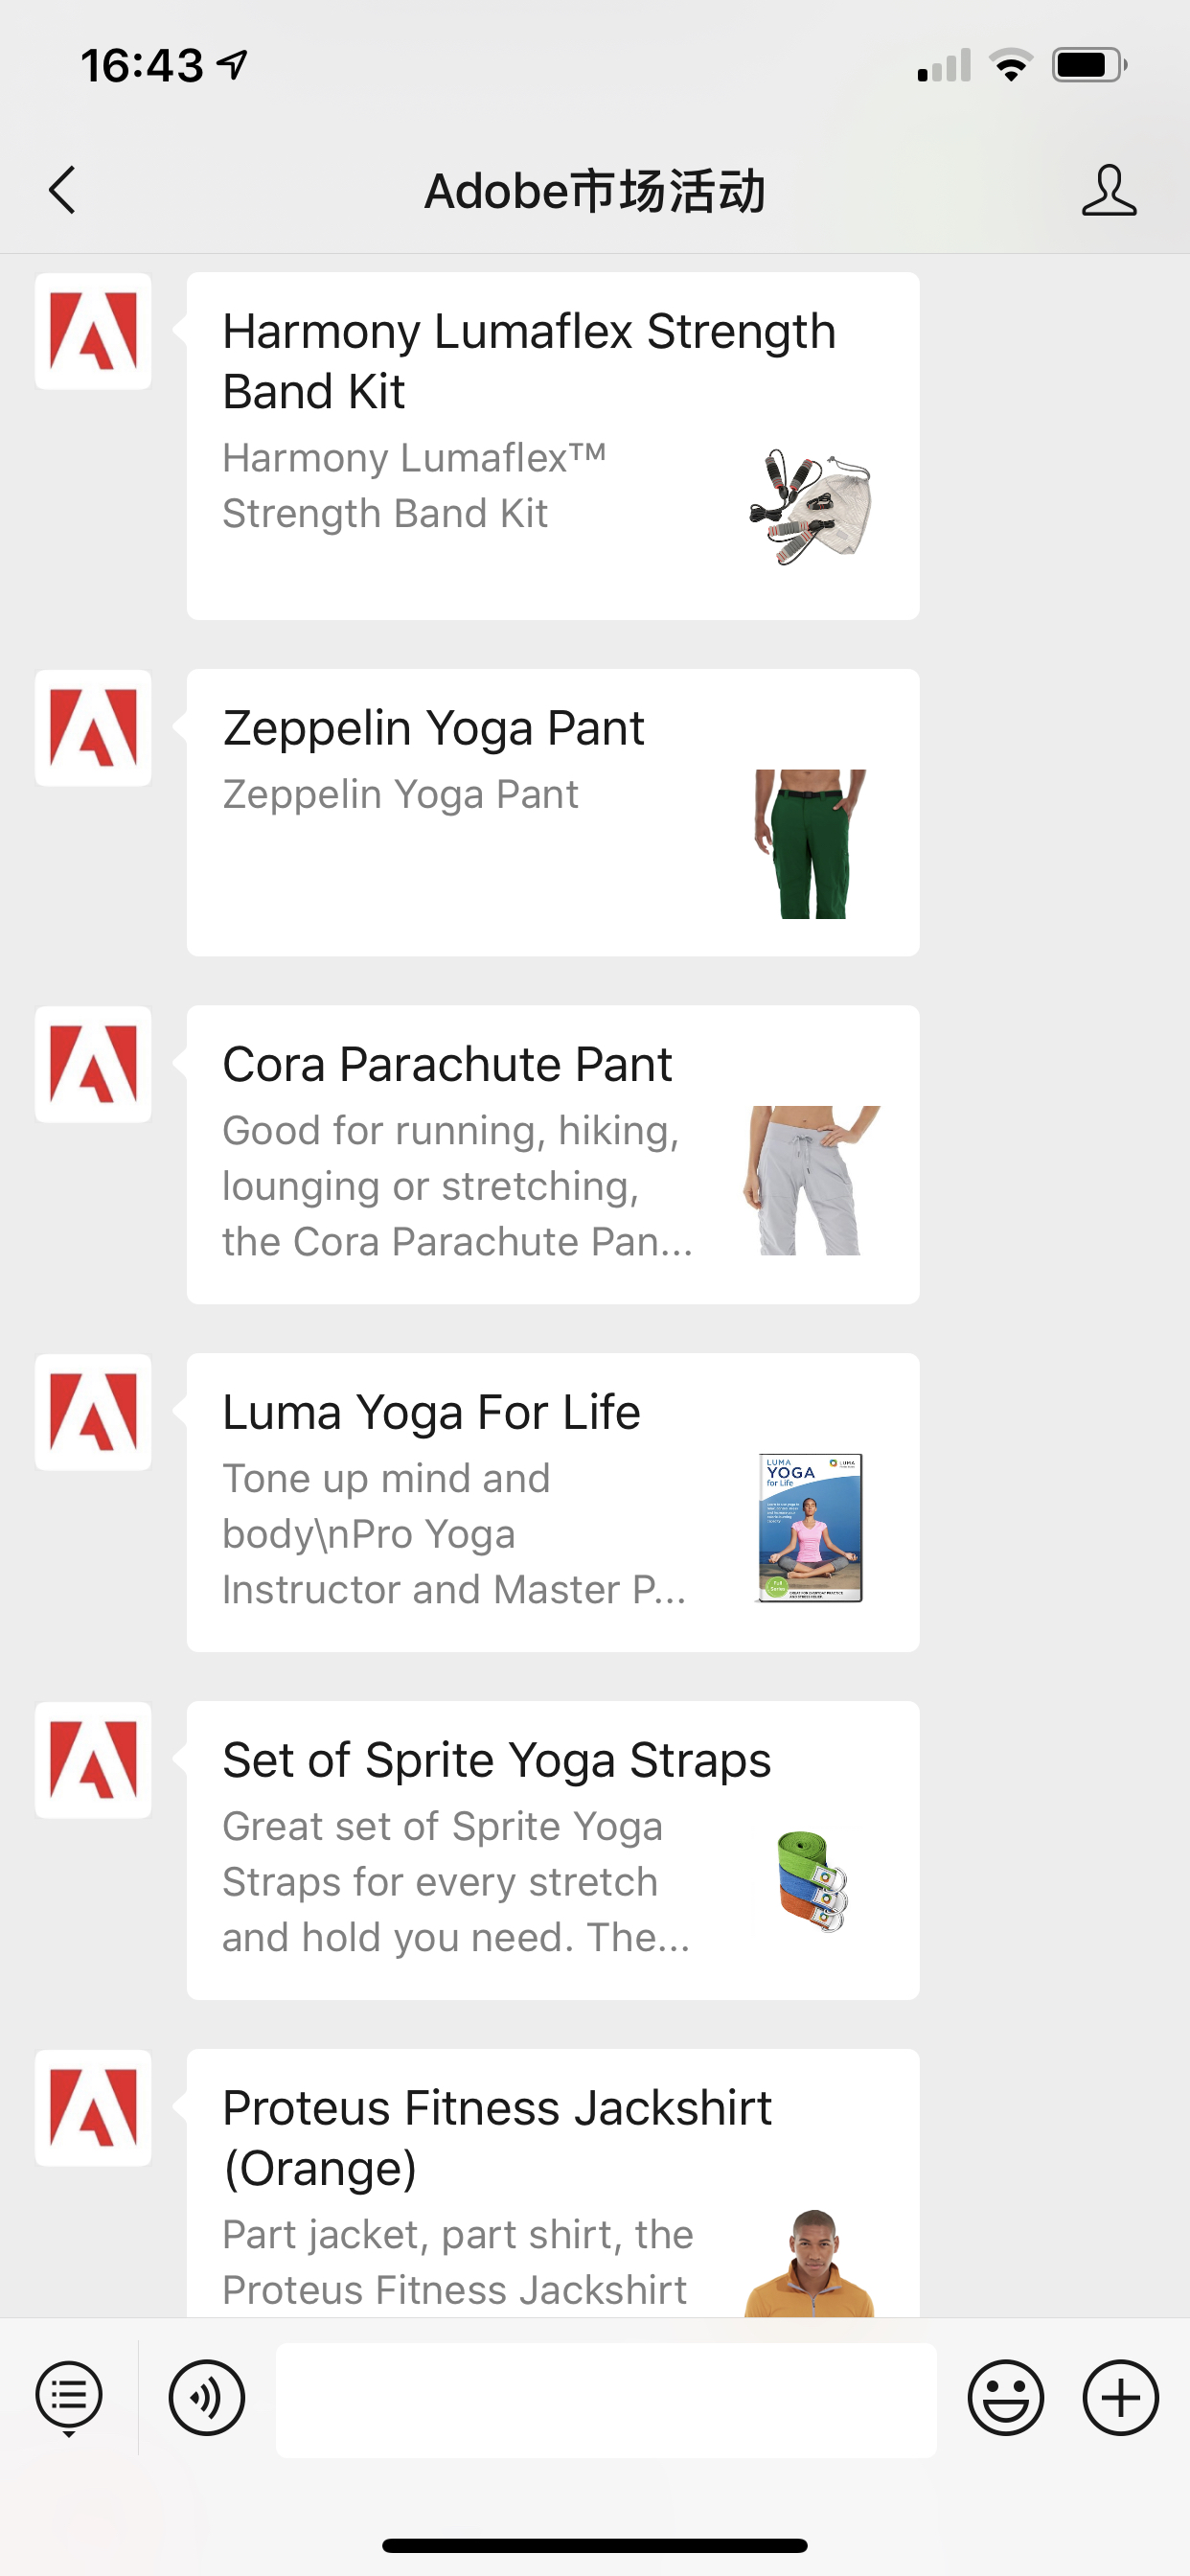 16:43
Adobe市场活动
Harmony Lumaflex Strength
Band Kit
Harmony Lumaflex™
Strength Band Kit
Zeppelin Yoga Pant
Zeppelin Yoga Pant
Cora Parachute Pant
Good for running, hiking,
lounging or stretching,
the Cora Parachute Pan...
Luma Yoga For Life
Tone up mind and
body\nPro Yoga
Instructor and Master P...
LUMA
YOGA
for Life
LUMA
Full
Series
Set of Sprite Yoga Straps
Great set of Sprite Yoga
Straps for every stretch
and hold you need. The...
Proteus Fitness Jackshirt
(Orange)
Part jacket, part shirt, the
Proteus Fitness Jackshirt